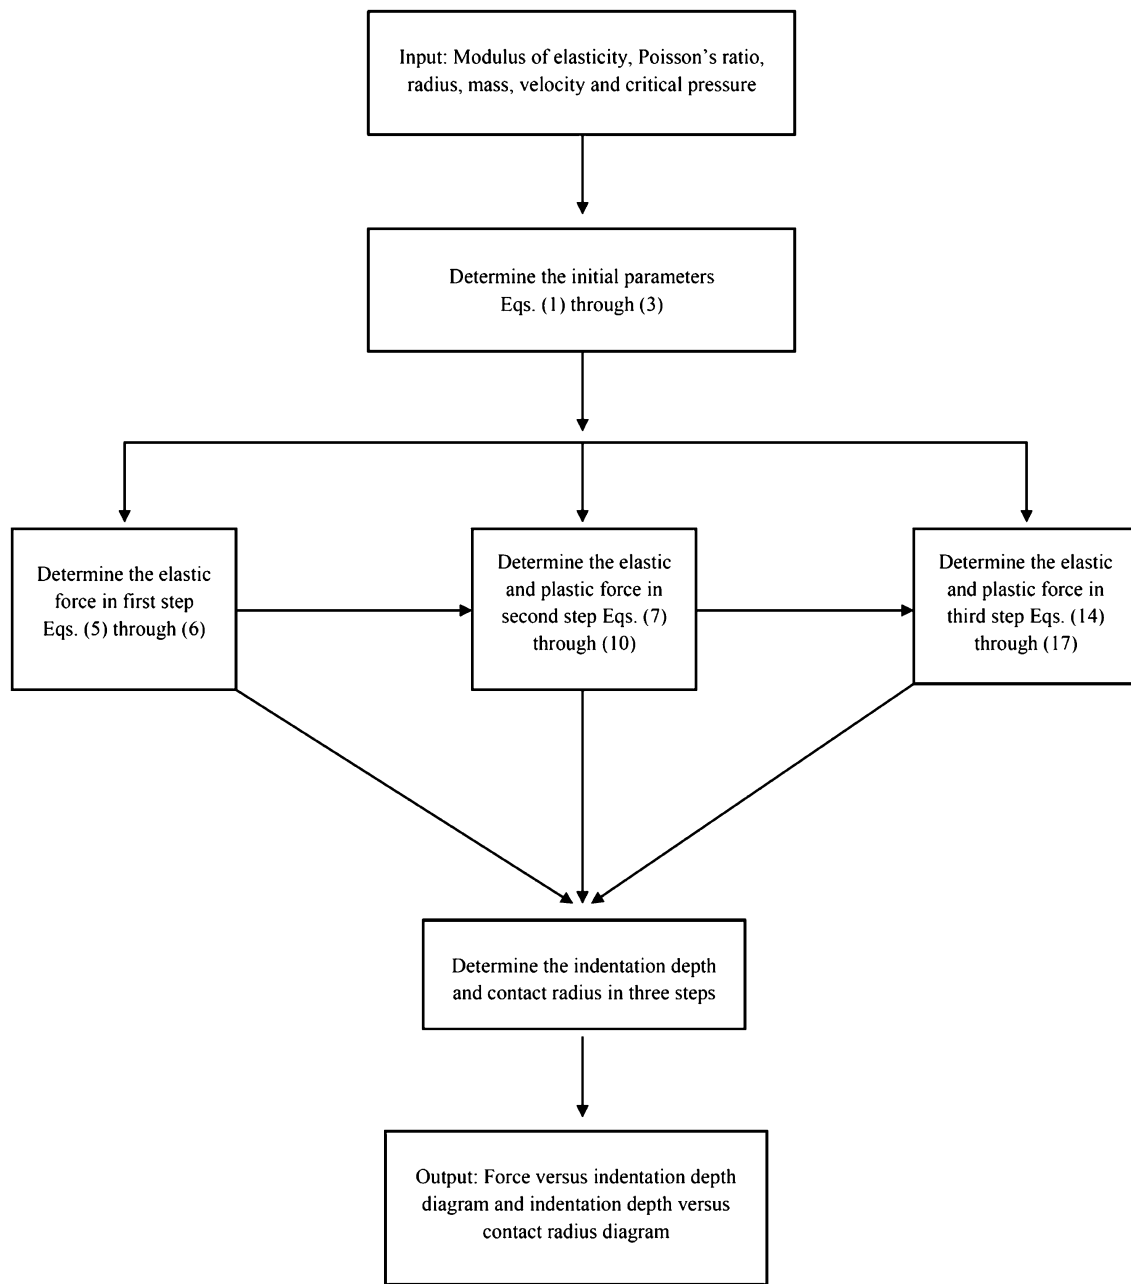 Input: Modulus of elasticity, Poisson's ratio,
radius, mass, velocity and critical pressure
Determine the initial parameters
Eqs. (1) through (3)
Determine the elastic
force in first step
Eqs. (5) through (6)
Determine the elastic
and plastic force in
second step Eqs. (7)
through (10)
Determine the elastic
and plastic force in
third step Eqs. (14)
through (17)
Determine the indentation depth
and contact radius in three steps
Output: Force versus indentation depth
diagram and indentation depth versus
contact radius diagram